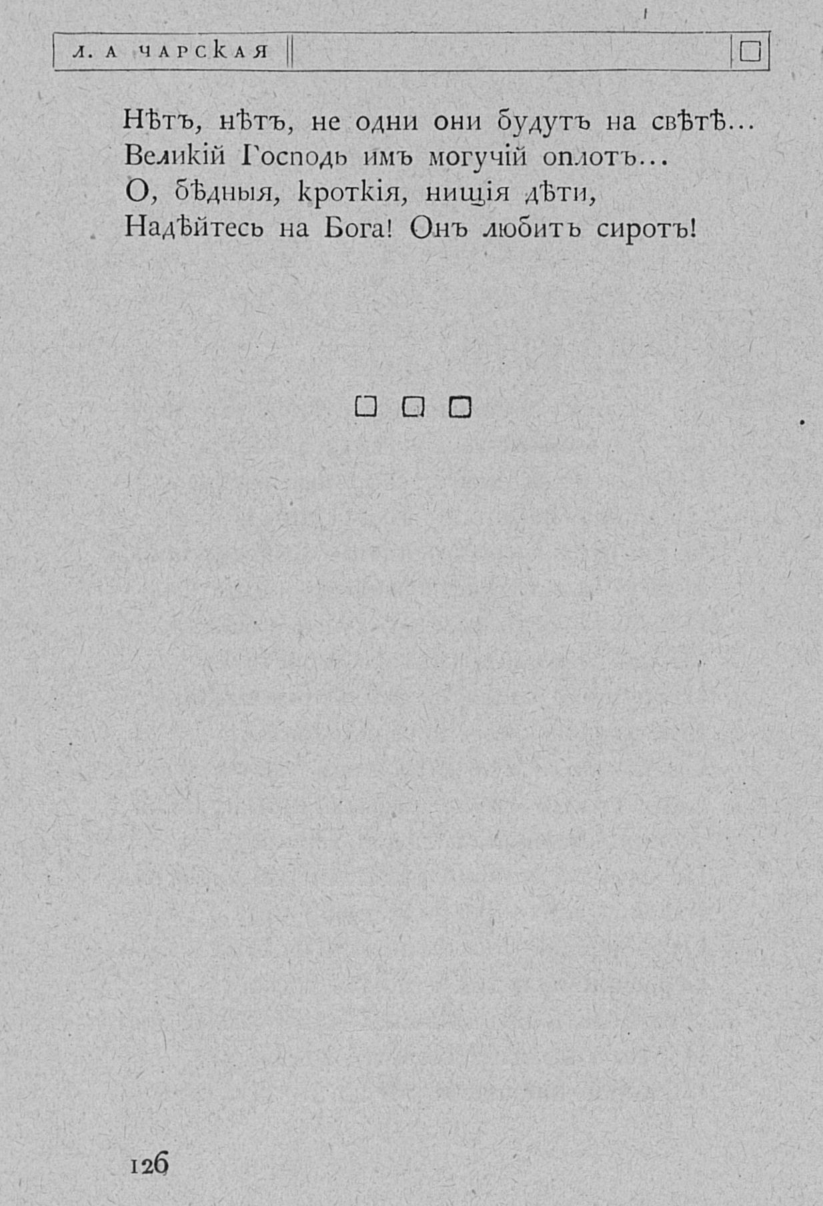 Л. А ЧАРСКАЯ
Нѣтъ, нѣтъ, не одни они будутъ на свѣтѣ...
Великій Господь имъ могучій оплотъ...
О, бѣдныя, кроткія, нищія дѣти,
Надѣйтесь на Бога! Онъ любитъ сиротъ!
126